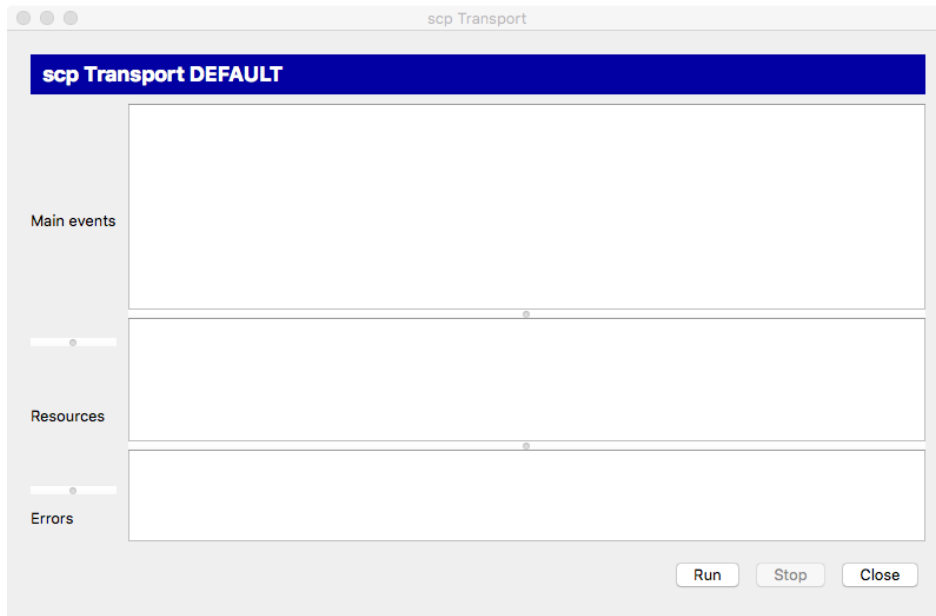 scp Transport
scp Transport DEFAULT
Main events
Resources
Errors
Run Stop Close